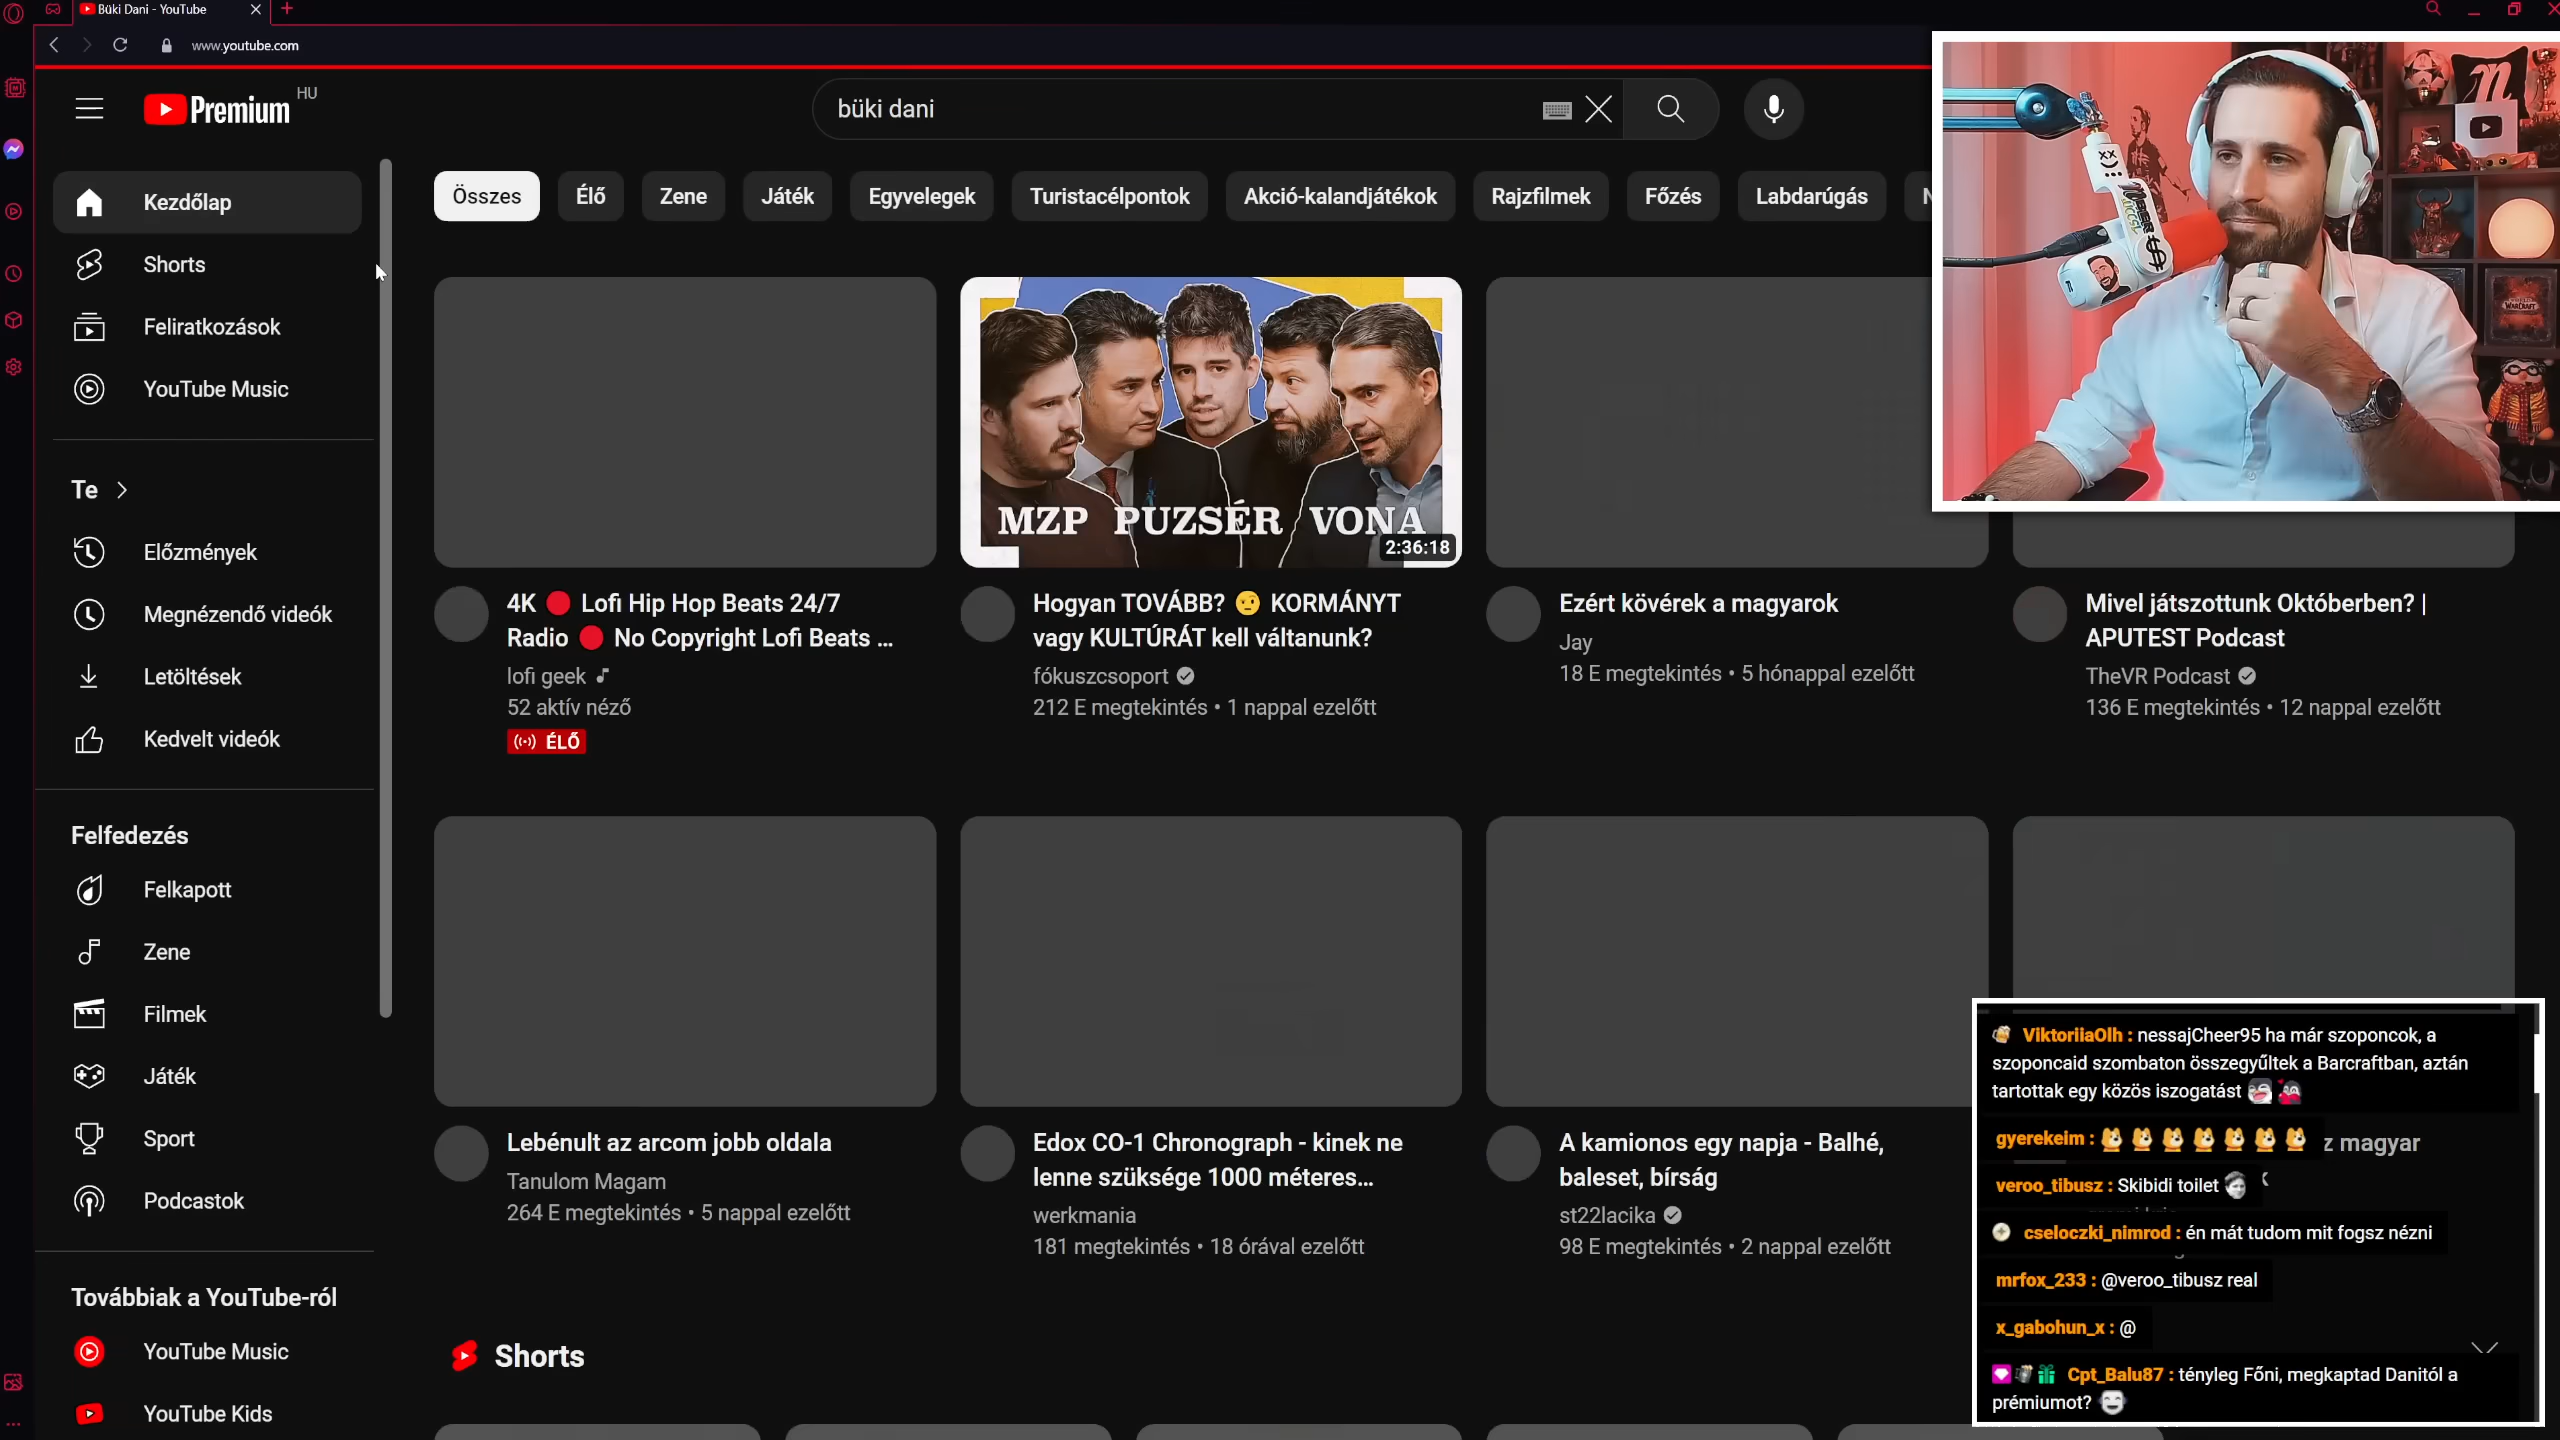 Büki Dani - YouTube
www.youtube.com
Premium HU
büki dani
Összes Élő Zene Játék Egyvelegek Turistacélpontok Akció-kalandjátékok Rajzfilmek Főzés Labdarúgás
Kezdőlap
Shorts
Feliratkozások
YouTube Music
Te
Előzmények
Megnézendő videók
Letöltések
Kedvelt videók
Felfedezés
Felkapott
Zene
Filmek
Játék
Sport
Podcastok
Továbbiak a YouTube-ról
YouTube Music
YouTube Kids
4K 🔴 Lofi Hip Hop Beats 24/7
Radio 🔴 No Copyright Lofi Beats ...
lofi geek
52 aktív néző
ÉLŐ
MZP PUZSÉR VONA
2:36:18
Hogyan TOVÁBB? 🤨 KORMÁNYT
vagy KULTÚRÁT kell váltanunk?
fókuszcsoport
212 E megtekintés • 1 nappal ezelőtt
Ezért kövérek a magyarok
Jay
18 E megtekintés • 5 hónappal ezelőtt
Mivel játszottunk Októberben? |
APUTEST Podcast
TheVR Podcast
136 E megtekintés • 12 nappal ezelőtt
Lebénult az arcom jobb oldala
Tanulom Magam
264 E megtekintés • 5 nappal ezelőtt
Edox CO-1 Chronograph - kinek ne
lenne szüksége 1000 méteres...
werkmania
181 megtekintés • 18 órával ezelőtt
A kamionos egy napja - Balhé,
baleset, bírság
st22lacika
98 E megtekintés • 2 nappal ezelőtt
Shorts
ViktoriiaOlh : nessajCheer95 ha már szoponcok, a
szoponcaid szombaton összegyűltek a Barcraftban, aztán
tartottak egy közös iszogatást
gyerekeim :
z magyar
veroo_tibusz : Skibidi toilet
cseloczki_nimrod : én mát tudom mit fogsz nézni
mrfox_233 : @veroo_tibusz real
x_gabohun_x : @
Cpt_Balu87 : tényleg Főni, megkaptad Danitól a
prémiumot?